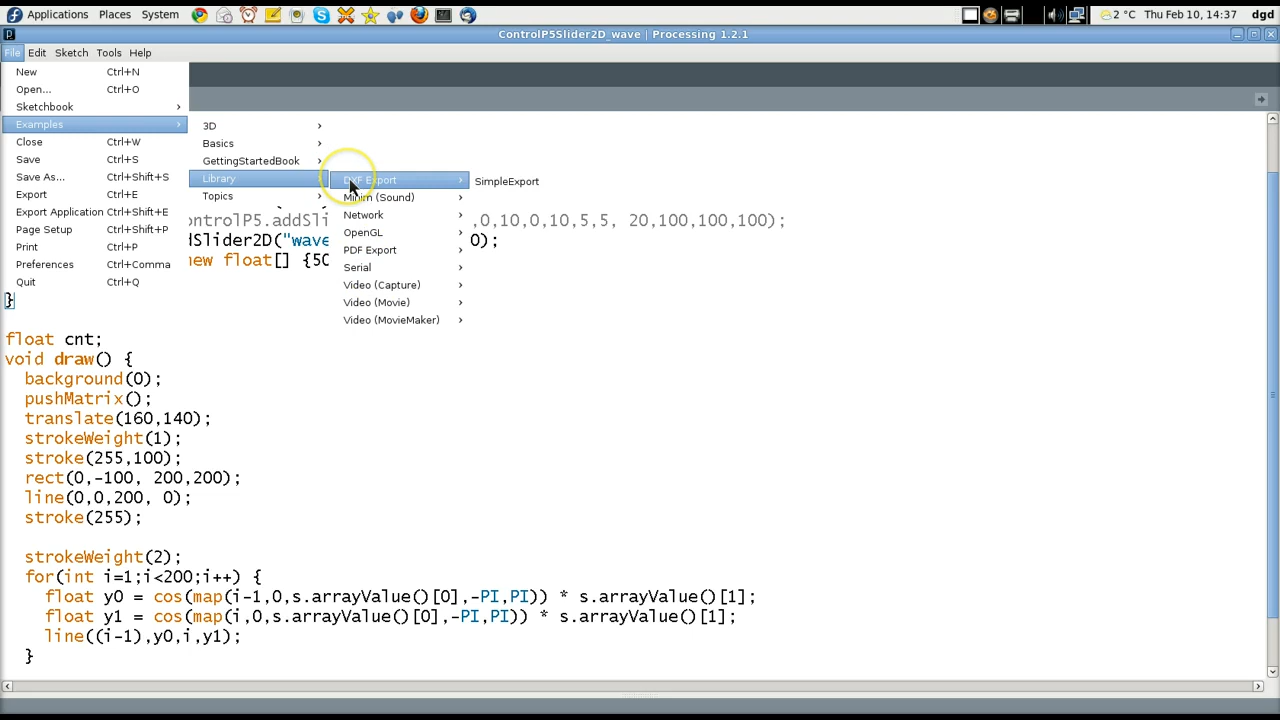 Applications Places System 2 °C Thu Feb 10, 14:37 dgd
ControlP5Slider2D_wave | Processing 1.2.1
File Edit Sketch Tools Help
New Ctrl+N
Open... Ctrl+O
Sketchbook
Examples
Close Ctrl+W
Save Ctrl+S
Save As... Ctrl+Shift+S
Export Ctrl+E
Export Application Ctrl+Shift+E
Page Setup Ctrl+Shift+P
Print Ctrl+P
Preferences Ctrl+Comma
Quit Ctrl+Q
3D
Basics
GettingStartedBook
Library
Topics
DXF Export
Minim (Sound)
Network
OpenGL
PDF Export
Serial
Video (Capture)
Video (Movie)
Video (MovieMaker)
SimpleExport
ontrolP5.addSli ,0,10,0,10,5,5, 20,100,100,100);
dSlider2D("wave 0);
new float[] {50
}
float cnt;
void draw() {
background(0);
pushMatrix();
translate(160,140);
strokeWeight(1);
stroke(255,100);
rect(0,-100, 200,200);
line(0,0,200, 0);
stroke(255);
strokeWeight(2);
for(int i=1;i<200;i++) {
float y0 = cos(map(i-1,0,s.arrayValue()[0],-PI,PI)) * s.arrayValue()[1];
float y1 = cos(map(i,0,s.arrayValue()[0],-PI,PI)) * s.arrayValue()[1];
line((i-1),y0,i,y1);
}